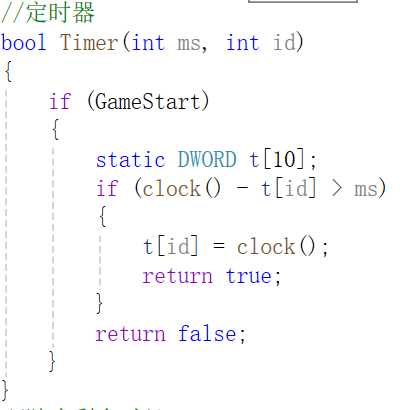 //定时器
bool Timer(int ms, int id)
{
if (GameStart)
{
static DWORD t[10];
if (clock() - t[id] > ms)
{
t[id] = clock();
return true;
}
return false;
}
}